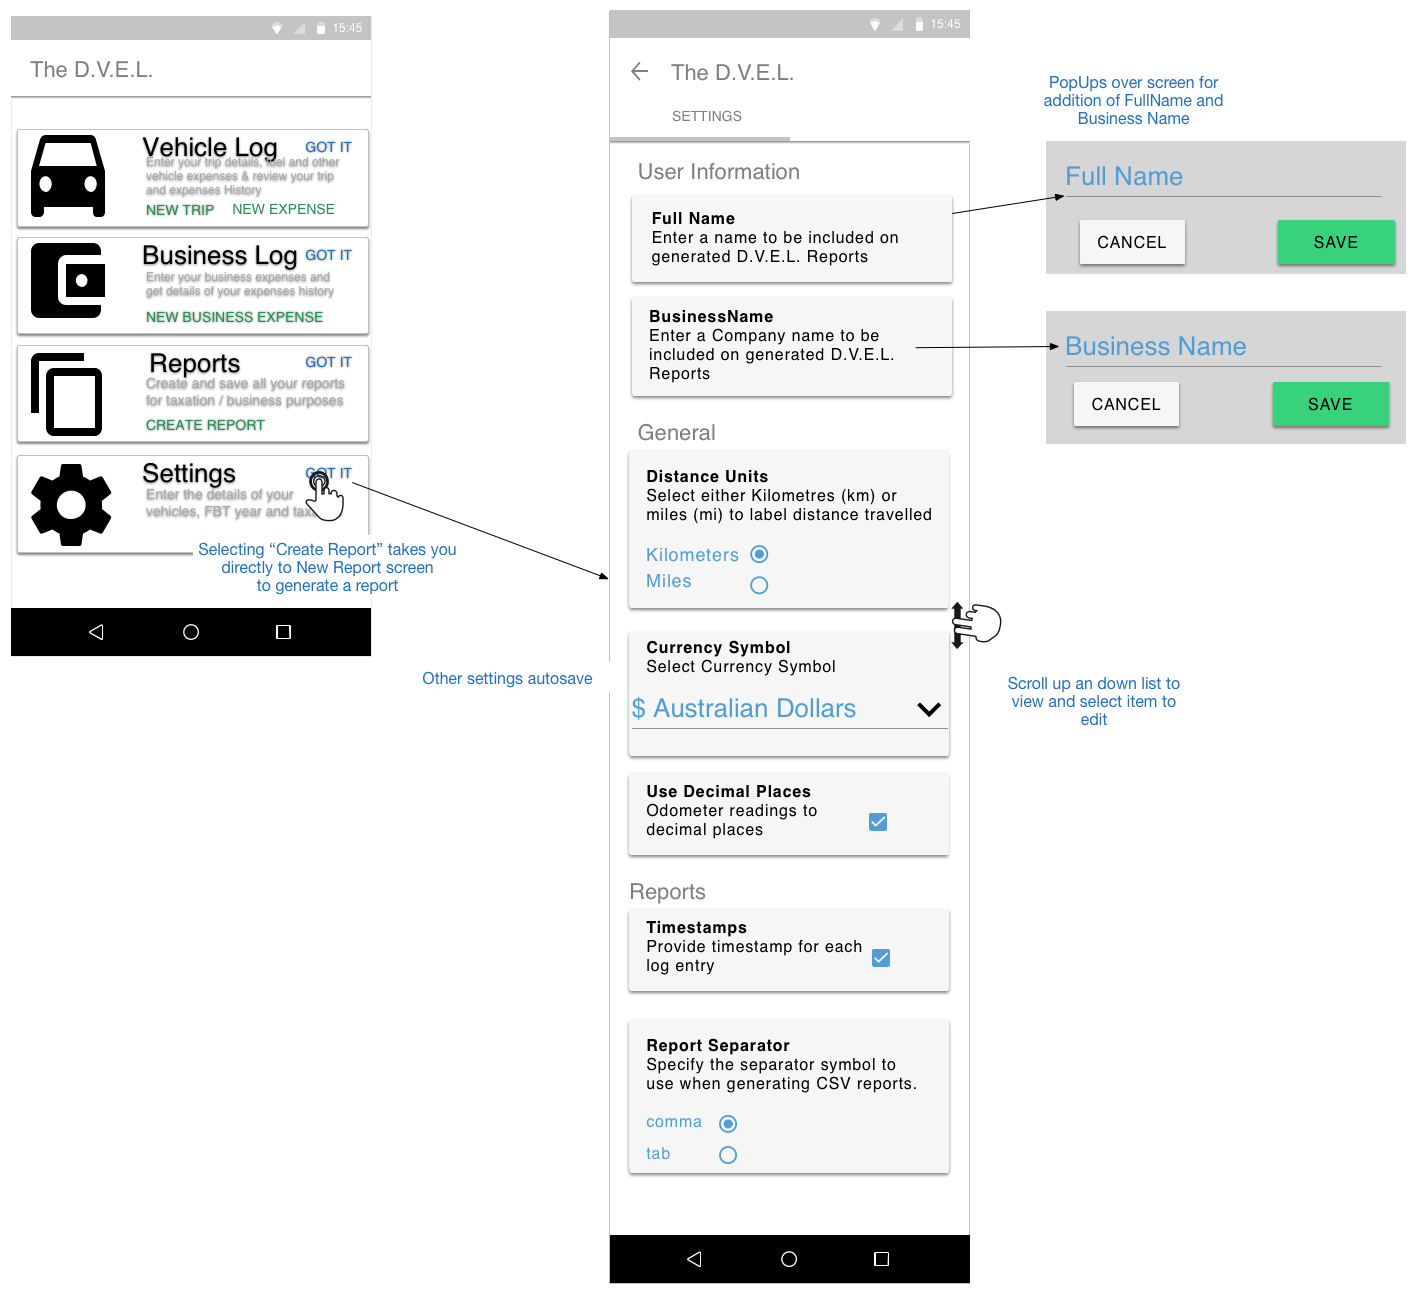 15:45
The D.V.E.L.
Vehicle Log
GOT IT
Enter your trip details, fuel and other
vehicle expenses & review your trip
and expenses History
NEW TRIP
NEW EXPENSE
Business Log
GOT IT
Enter your business expenses and
get details of your expenses history
NEW BUSINESS EXPENSE
Reports
GOT IT
Create and save all your reports
for taxation / business purposes
CREATE REPORT
Settings
GOT IT
Enter the details of your
vehicles, FBT year and
Selecting “Create Report” takes you
directly to New Report screen
to generate a report
Other settings autosave
15:45
The D.V.E.L.
SETTINGS
User Information
Full Name
Enter a name to be included on
generated D.V.E.L. Reports
BusinessName
Enter a Company name to be
included on generated D.V.E.L.
Reports
General
Distance Units
Select either Kilometres (km) or
miles (mi) to label distance travelled
Kilometers
Miles
Currency Symbol
Select Currency Symbol
$ Australian Dollars
Use Decimal Places
Odometer readings to
decimal places
Reports
Timestamps
Provide timestamp for each
log entry
Report Separator
Specify the separator symbol to
use when generating CSV reports.
comma
tab
PopUps over screen for
addition of FullName and
Business Name
Full Name
CANCEL
SAVE
Business Name
CANCEL
SAVE
Scroll up an down list to
view and select item to
edit